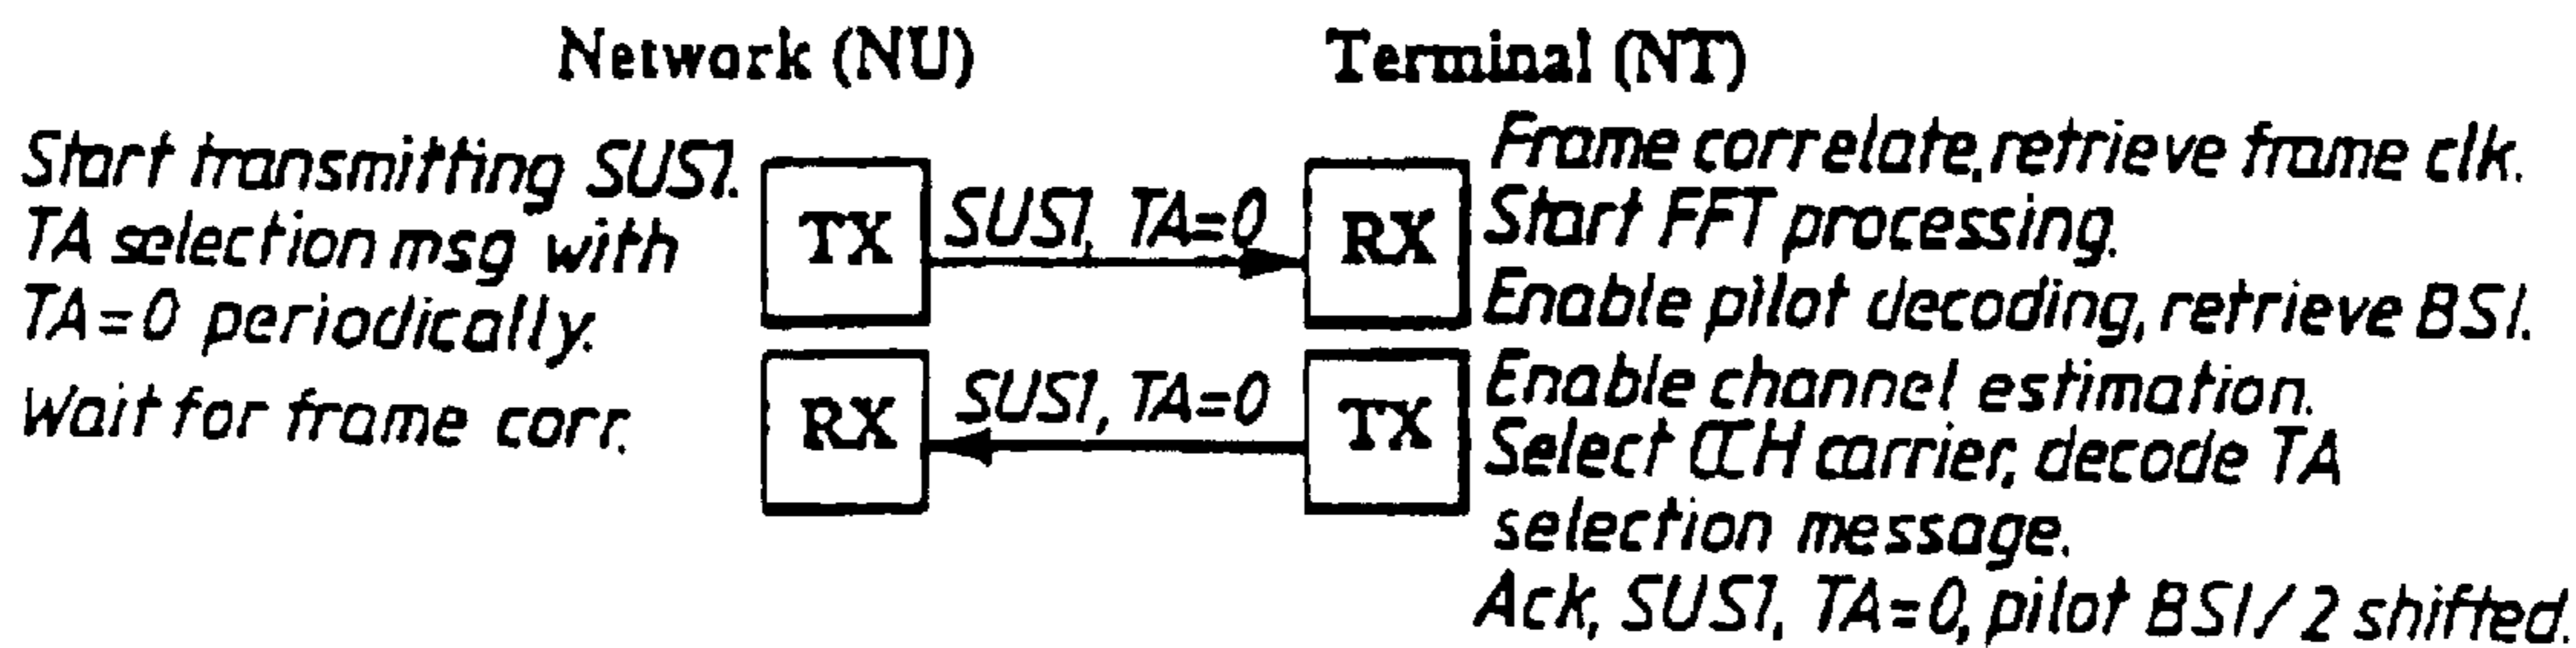 Network (NU)
Terminal (NT)
Start transmitting SUS1.
TA selection msg with
TA=0 periodically.
Wait for frame corr.
TX
SUS1, TA=0
RX
RX
SUS1, TA=0
TX
Frame correlate, retrieve frame clk.
Start FFT processing.
Enable pilot decoding, retrieve BSI.
Enable channel estimation.
Select CCH carrier, decode TA
selection message.
Ack, SUS1, TA=0, pilot BSI/2 shifted.